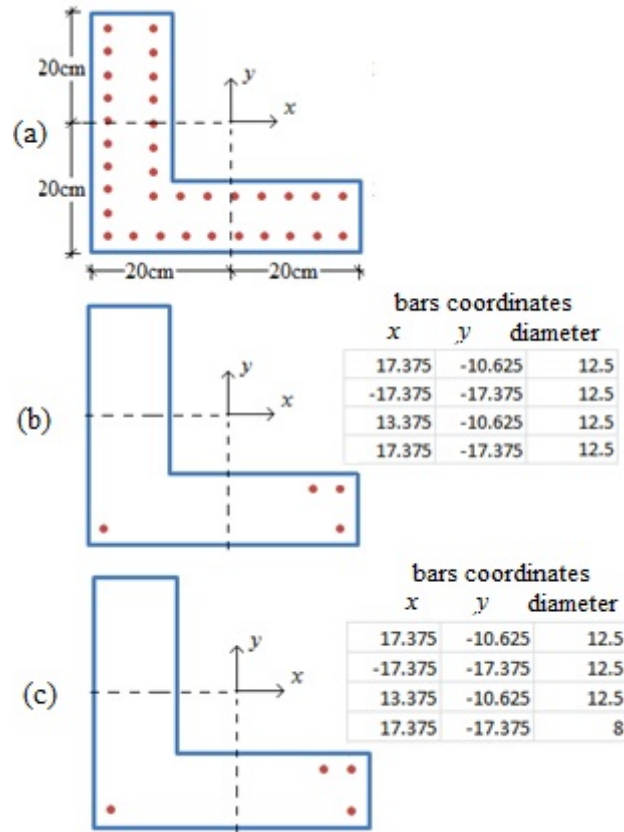 20cm
y
x
(a)
20cm
20cm
20cm
bars coordinates
x y diameter
17.375 -10.625 12.5
-17.375 -17.375 12.5
13.375 -10.625 12.5
17.375 -17.375 12.5
y
x
(b)
bars coordinates
x y diameter
17.375 -10.625 12.5
-17.375 -17.375 12.5
13.375 -10.625 12.5
17.375 -17.375 8
y
x
(c)